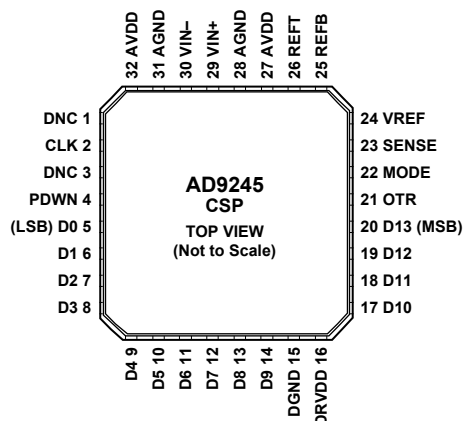 32 AVDD
31 AGND
30 VIN–
29 VIN+
28 AGND
27 AVDD
26 REFT
25 REFB
DNC 1
CLK 2
DNC 3
PDWN 4
(LSB) D0 5
D1 6
D2 7
D3 8
AD9245
CSP
TOP VIEW
(Not to Scale)
24 VREF
23 SENSE
22 MODE
21 OTR
20 D13 (MSB)
19 D12
18 D11
17 D10
D4 9
D5 10
D6 11
D7 12
D8 13
D9 14
DGND 15
DRVDD 16